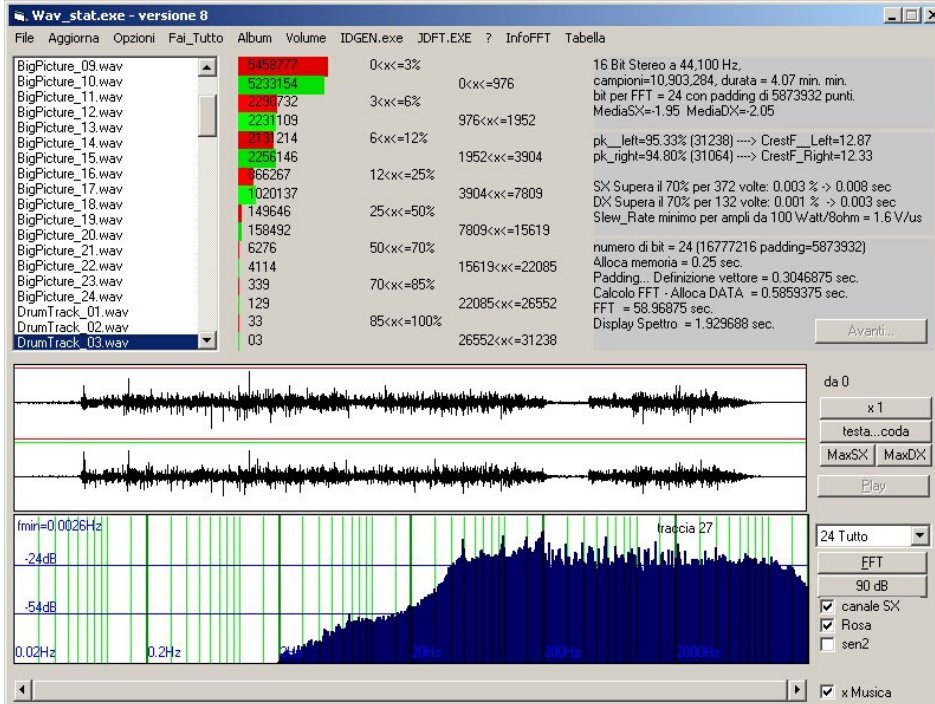 Wav_stat.exe - versione 8
File Aggiorna Opzioni Fai_Tutto Album Volume IDGEN.exe JDFT.EXE ? InfoFFT Tabella
BigPicture_09.wav
BigPicture_10.wav
BigPicture_11.wav
BigPicture_12.wav
BigPicture_13.wav
BigPicture_14.wav
BigPicture_15.wav
BigPicture_16.wav
BigPicture_17.wav
BigPicture_18.wav
BigPicture_19.wav
BigPicture_20.wav
BigPicture_21.wav
BigPicture_22.wav
BigPicture_23.wav
BigPicture_24.wav
DrumTrack_01.wav
DrumTrack_02.wav
DrumTrack_03.wav
5458777 0<x<=3%
5233154 0<x<=976
2290732 3<x<=6%
2231109 976<x<=1952
2131214 6<x<=12%
2256146 1952<x<=3904
866267 12<x<=25%
1020137 3904<x<=7809
149646 25<x<=50%
158492 7809<x<=15619
6276 50<x<=70%
4114 15619<x<=22085
339 70<x<=85%
129 22085<x<=26552
33 85<x<=100%
03 26552<x<=31238
16 Bit Stereo a 44,100 Hz,
campioni=10,903,284, durata = 4.07 min. min.
bit per FFT = 24 con padding di 5873932 punti.
MediaSX=-1.95 MediaDX=-2.05
pk__left=95.33% (31238) ----> CrestF__Left=12.87
pk_right=94.80% (31064) ----> CrestF_Right=12.33
SX Supera il 70% per 372 volte: 0.003 % -> 0.008 sec
DX Supera il 70% per 132 volte: 0.001 % -> 0.003 sec
Slew_Rate minimo per ampli da 100 Watt/8ohm = 1.6 V/us
numero di bit = 24 (16777216 padding=5873932)
Alloca memoria = 0.25 sec.
Padding... Definizione vettore = 0.3046875 sec.
Calcolo FFT - Alloca DATA = 0.5859375 sec.
FFT = 58.96875 sec.
Display Spettro = 1.929688 sec.
Avanti...
da 0
x 1
testa...coda
MaxSX MaxDX
Play
fmin=0.0026Hz
traccia 27
-24dB
-54dB
0.02Hz 0.2Hz 2Hz 20Hz 200Hz 2000Hz
24 Tutto
FFT
90 dB
canale SX
Rosa
sen2
x Musica